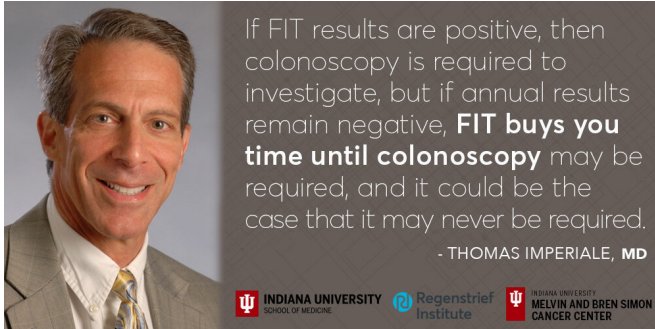 If FIT results are positive, then
colonoscopy is required to
investigate, but if annual results
remain negative, FIT buys you
time until colonoscopy may be
required, and it could be the
case that it may never be required.
- THOMAS IMPERIALE, MD
INDIANA UNIVERSITY
SCHOOL OF MEDICINE
Regenstrief
Institute
INDIANA UNIVERSITY
MELVIN AND BREN SIMON
CANCER CENTER